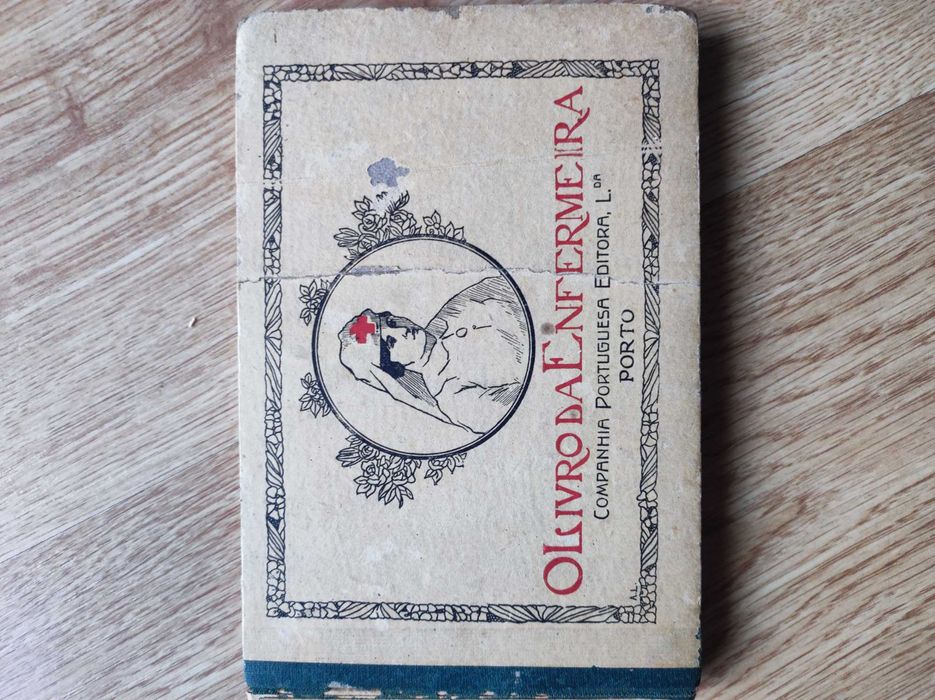 O LIVRO DA ENFERMEIRA
COMPANHIA PORTUGUESA EDITORA, L.DA
PORTO
A.L.